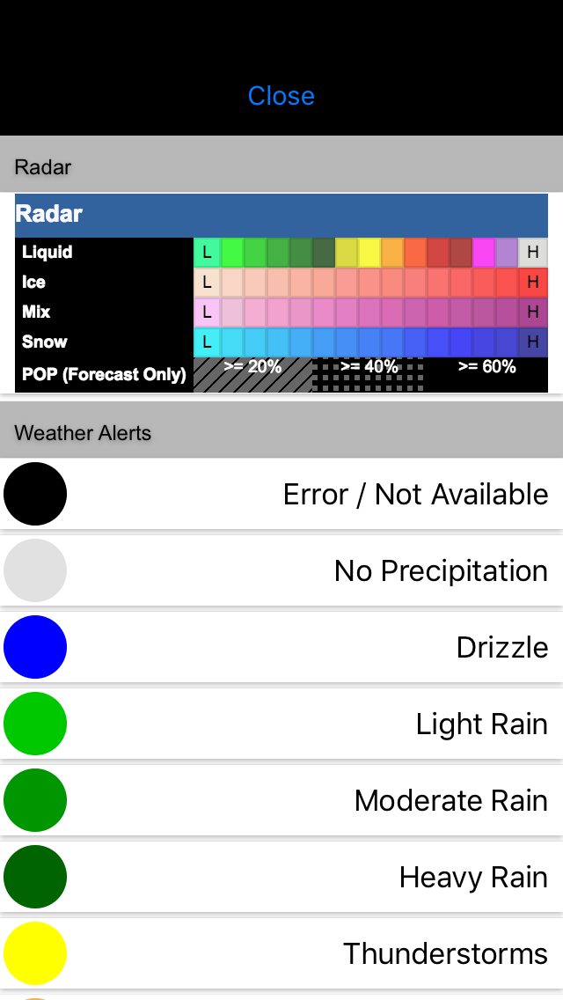 Close
Radar
Radar
Liquid L H
Ice L H
Mix L H
Snow L H
POP (Forecast Only) >= 20% >= 40% >= 60%
Weather Alerts
Error / Not Available
No Precipitation
Drizzle
Light Rain
Moderate Rain
Heavy Rain
Thunderstorms